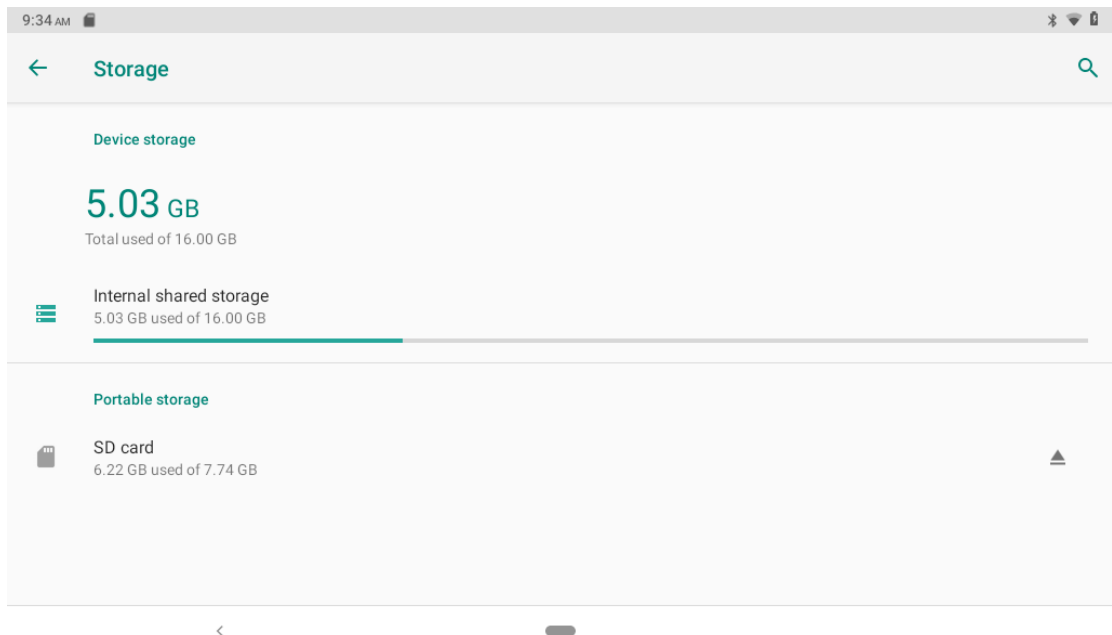 9:34 AM
Storage
Device storage
5.03 GB
Total used of 16.00 GB
Internal shared storage
5.03 GB used of 16.00 GB
Portable storage
SD card
6.22 GB used of 7.74 GB